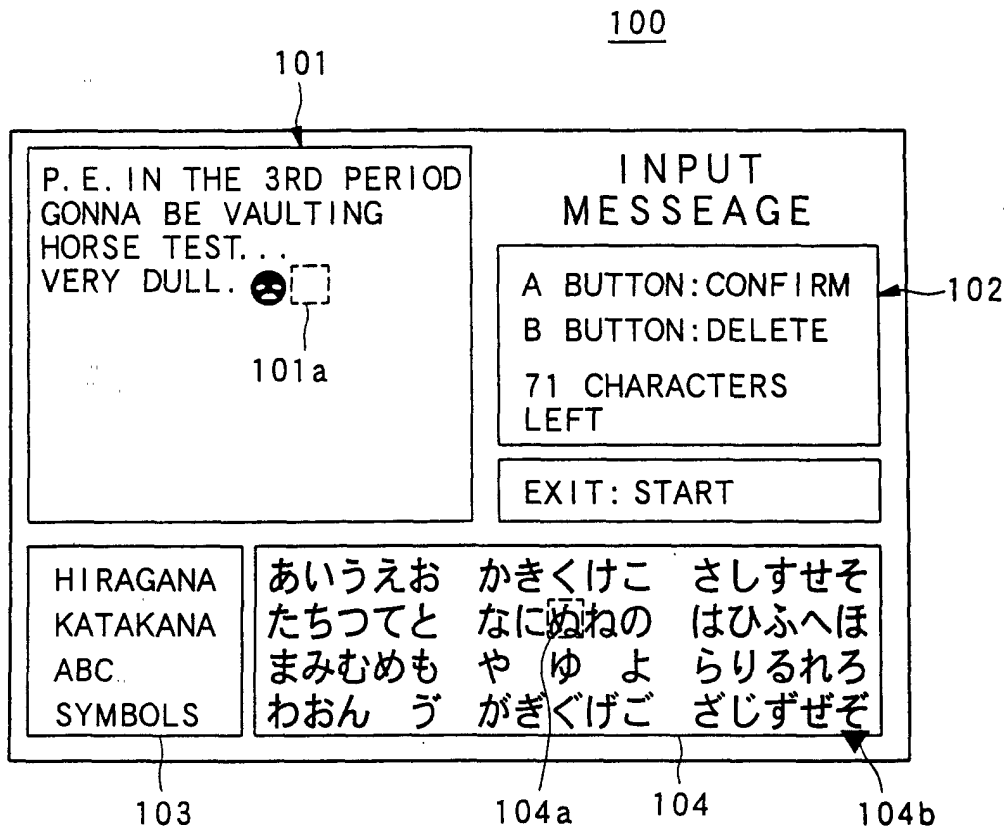 100
101
P.E.IN THE 3RD PERIOD
GONNA BE VAULTING
HORSE TEST...
VERY DULL.
101a
INPUT
MESSEAGE
A BUTTON:CONFIRM
B BUTTON:DELETE
71 CHARACTERS
LEFT
102
EXIT:START
HIRAGANA
KATAKANA
ABC
SYMBOLS
あいうえお かきくけこ さしすせそ
たちつてと なにぬねの はひふへほ
まみむめも や ゆ よ らりるれろ
わおん ゔ がぎぐげご ざじずぜぞ
103
104a
104
104b